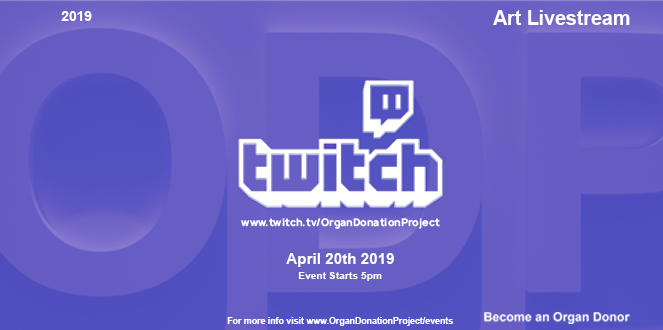 2019
Art Livestream
ODP
twitch
www.twitch.tv/OrganDonationProject
April 20th 2019
Event Starts 5pm
For more info visit www.OrganDonationProject/events
Become an Organ Donor